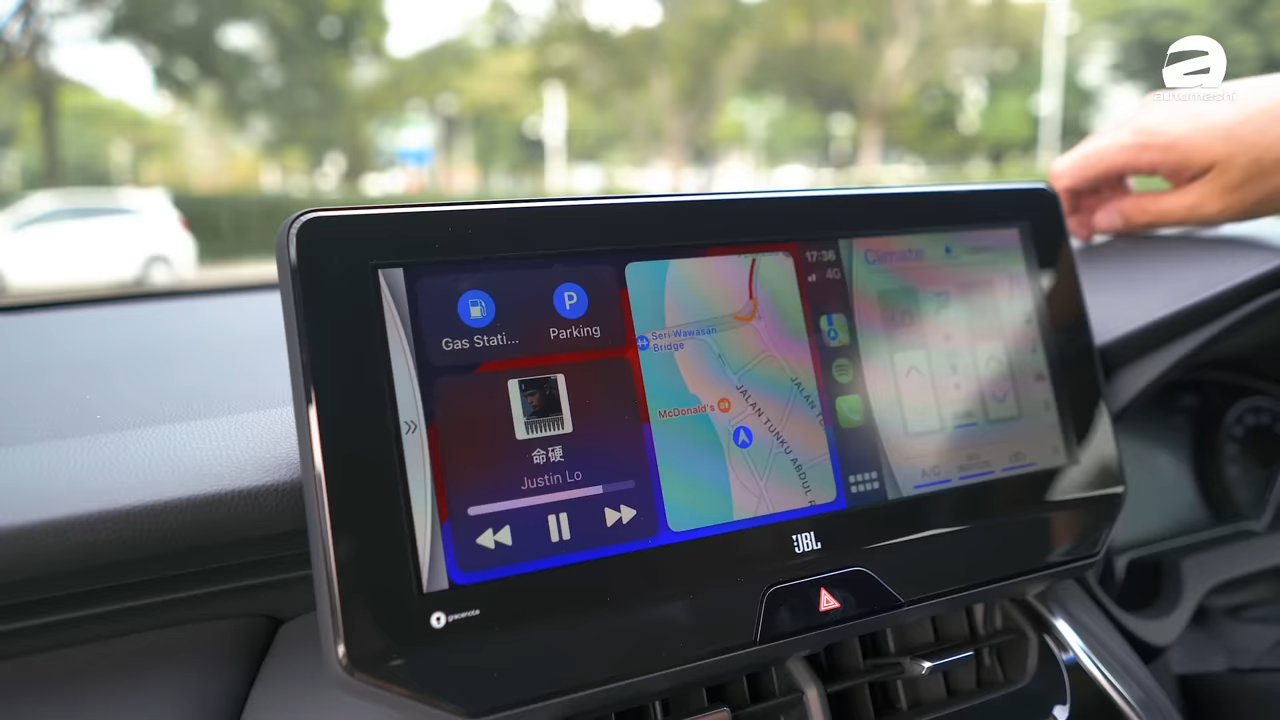 automachi
Gas Stati...
Parking
P
命硬
Justin Lo
Seri Wawasan
Bridge
McDonald's
JALAN TUNKU ABDUL R
JALAN T
17:36
4G
Climate
A/C
JBL
gracenote